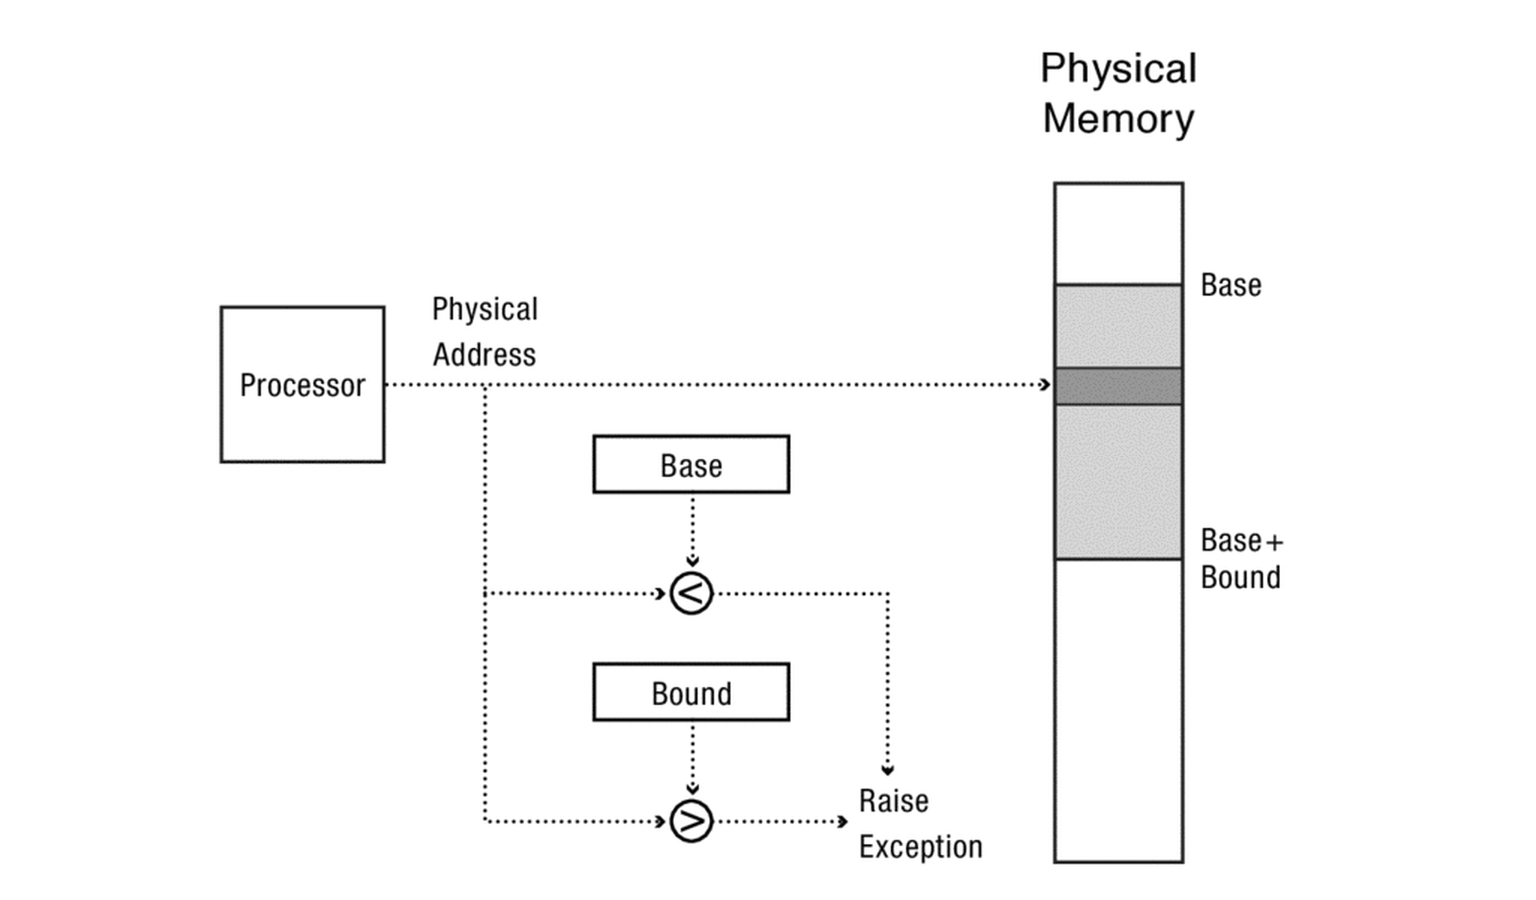 Physical
Memory
Base
Physical
Address
Processor
Base
<
Base+
Bound
Bound
>
Raise
Exception